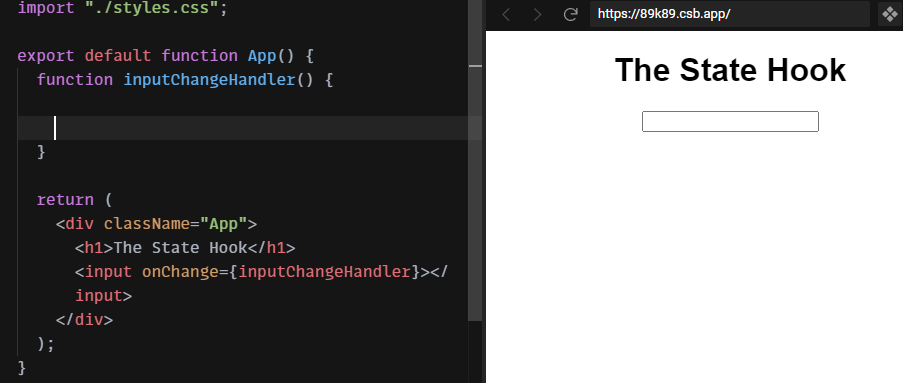 import "./styles.css";
export default function App() {
function inputChangeHandler() {
}
return (
<div className="App">
<h1>The State Hook</h1>
<input onChange={inputChangeHandler}></
input>
</div>
);
}
https://89k89.csb.app/
The State Hook